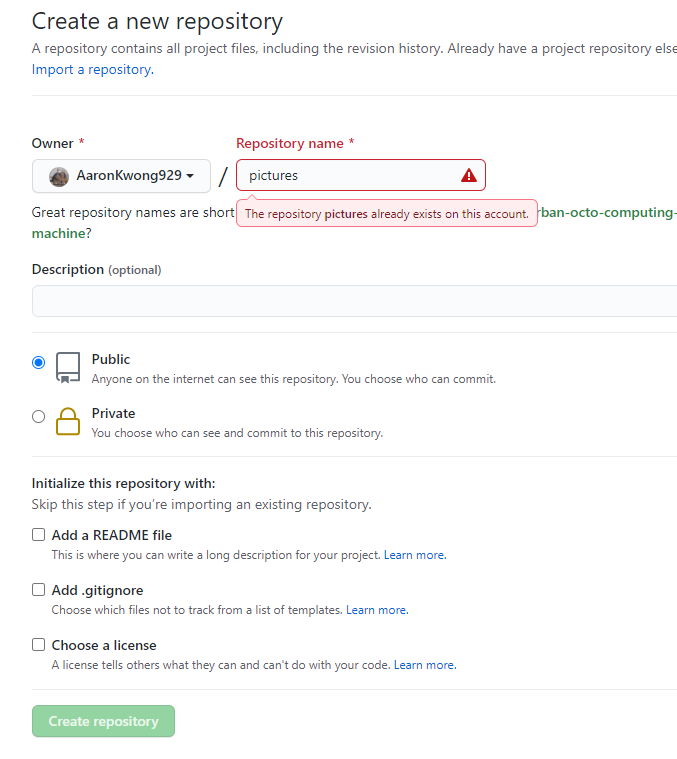 Create a new repository
A repository contains all project files, including the revision history. Already have a project repository else
Import a repository.
Owner *
Repository name *
AaronKwong929
/
pictures
Great repository names are short
The repository pictures already exists on this account.
rban-octo-computing-
machine?
Description (optional)
Public
Anyone on the internet can see this repository. You choose who can commit.
Private
You choose who can see and commit to this repository.
Initialize this repository with:
Skip this step if you're importing an existing repository.
Add a README file
This is where you can write a long description for your project. Learn more.
Add .gitignore
Choose which files not to track from a list of templates. Learn more.
Choose a license
A license tells others what they can and can't do with your code. Learn more.
Create repository